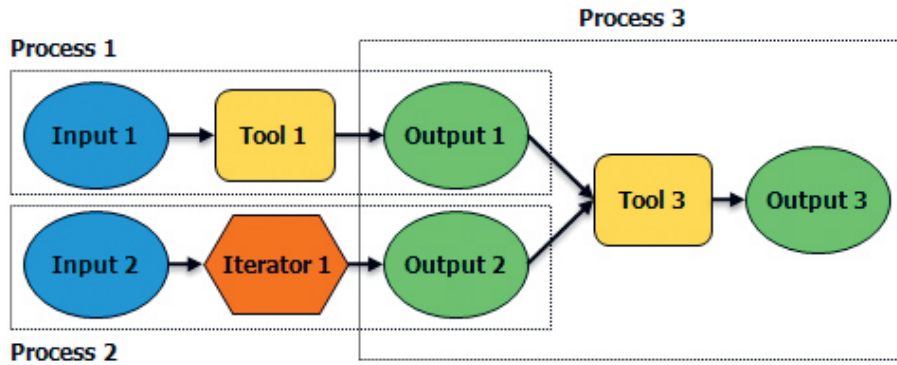 Process 3
Process 1
Input 1
Tool 1
Output 1
Tool 3
Output 3
Input 2
Iterator 1
Output 2
Process 2